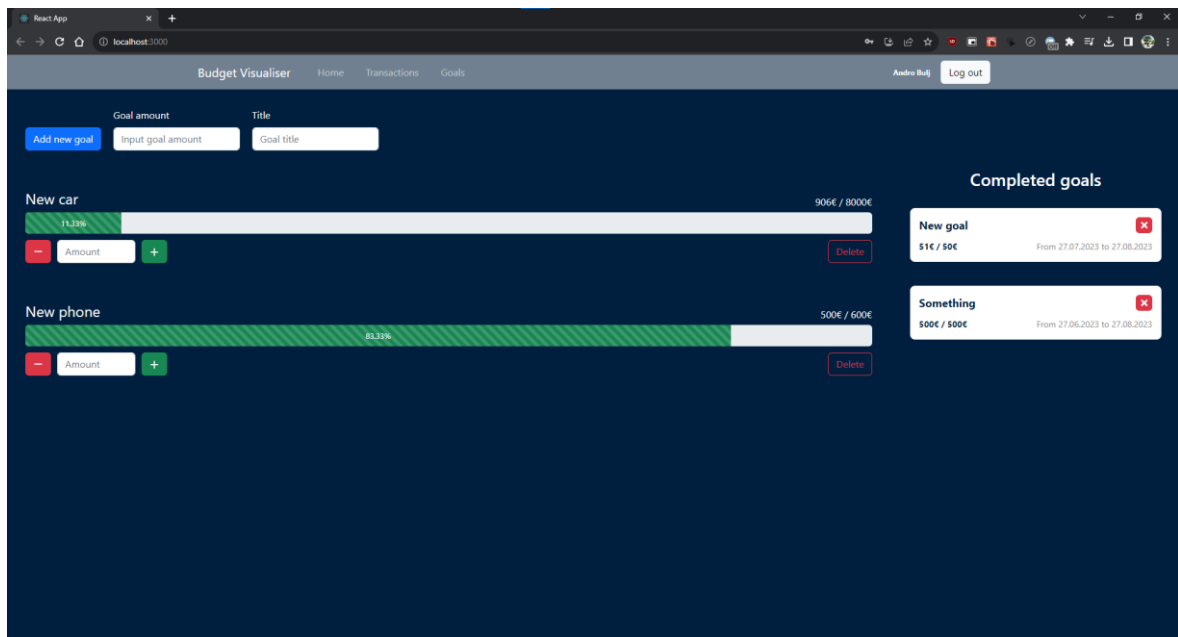 React App
localhost:3000
Budget Visualiser Home Transactions Goals Andro Bulj Log out
Goal amount Title
Add new goal Input goal amount Goal title
Completed goals
New car 906€ / 8000€
11.33%
− Amount + Delete
New goal
51€ / 50€ From 27.07.2023 to 27.08.2023
New phone 500€ / 600€
83.33%
− Amount + Delete
Something
500€ / 500€ From 27.06.2023 to 27.08.2023